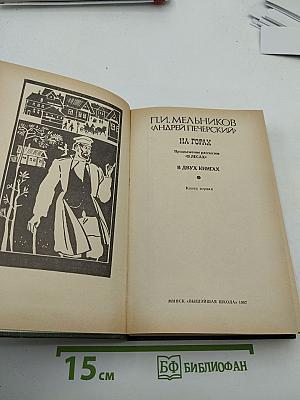 П.И. МЕЛЬНИКОВ
(АНДРЕЙ ПЕЧЕРСКИЙ)
НА ГОРАХ
Продолжение рассказов
«В ЛЕСАХ»
В ДВУХ КНИГАХ
Книга первая
МИНСК «ВЫШЭЙШАЯ ШКОЛА» 1987
15 см
БФ БИБЛИОФАН